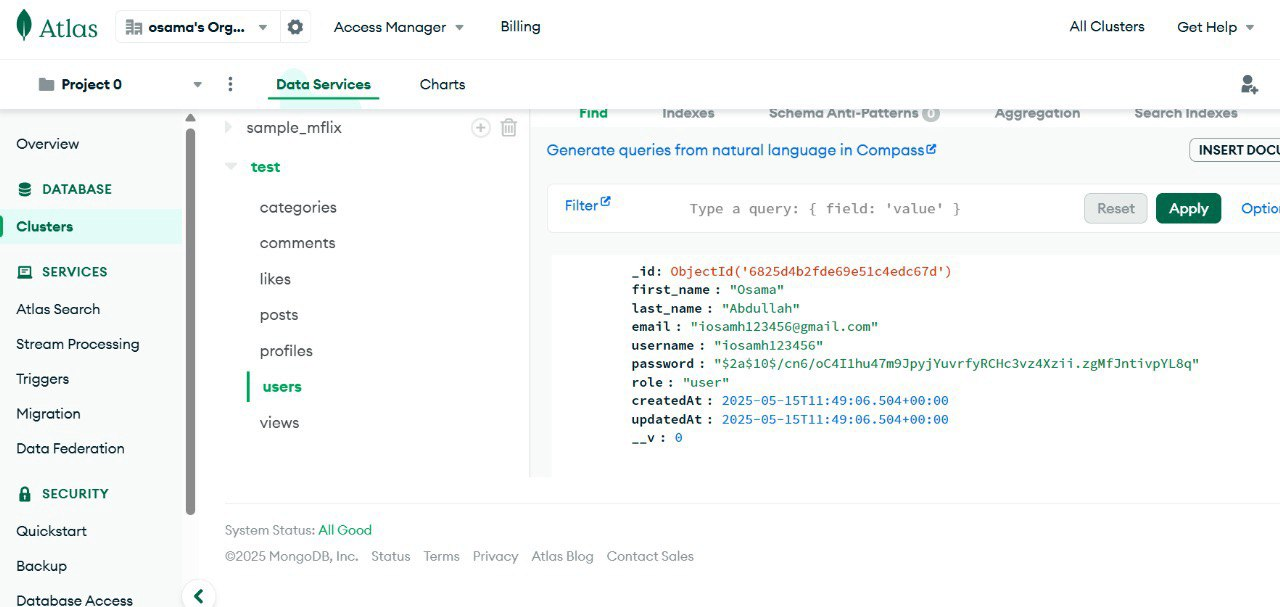 Atlas
osama's Org...
Access Manager
Billing
All Clusters
Get Help
Project 0
Data Services
Charts
Overview
DATABASE
Clusters
SERVICES
Atlas Search
Stream Processing
Triggers
Migration
Data Federation
SECURITY
Quickstart
Backup
Database Access
sample_mflix
test
categories
comments
likes
posts
profiles
users
views
Find
Indexes
Schema Anti-Patterns 0
Aggregation
Search Indexes
Generate queries from natural language in Compass
INSERT DOCU
Filter
Type a query: { field: 'value' }
Reset
Apply
Option
_id: ObjectId('6825d4b2fde69e51c4edc67d')
first_name : "Osama"
last_name : "Abdullah"
email : "iosamh123456@gmail.com"
username : "iosamh123456"
password : "$2a$10$/cn6/oC4I1hu47m9JpyjYuvrfyRCHc3vz4Xzii.zgMfJntivpYL8q"
role : "user"
createdAt : 2025-05-15T11:49:06.504+00:00
updatedAt : 2025-05-15T11:49:06.504+00:00
__v : 0
System Status: All Good
©2025 MongoDB, Inc. Status Terms Privacy Atlas Blog Contact Sales